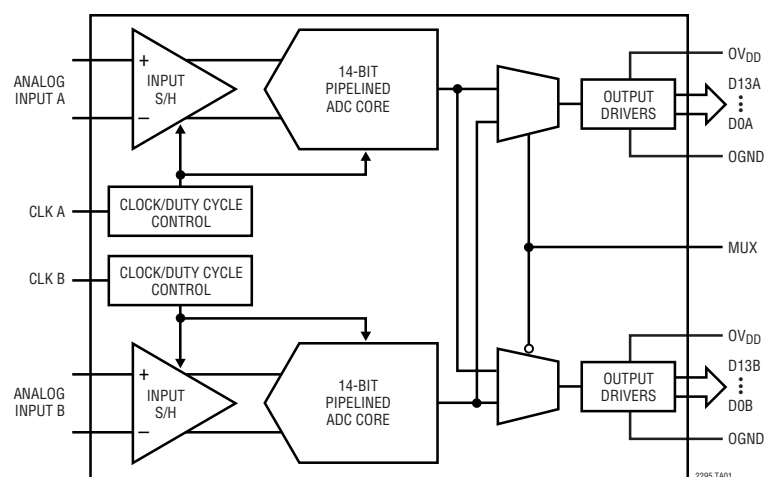 ANALOG
INPUT A
+
−
INPUT
S/H
14-BIT
PIPELINED
ADC CORE
OUTPUT
DRIVERS
OVDD
D13A
D0A
OGND
CLK A
CLOCK/DUTY CYCLE
CONTROL
MUX
CLK B
CLOCK/DUTY CYCLE
CONTROL
ANALOG
INPUT B
+
−
INPUT
S/H
14-BIT
PIPELINED
ADC CORE
OUTPUT
DRIVERS
OVDD
D13B
D0B
OGND
2295 TA01